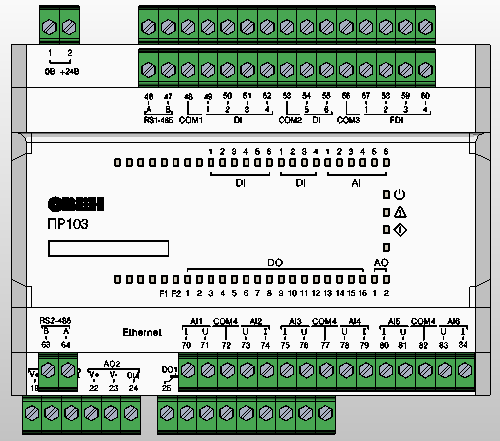 1 2
0В +24В
46 47 48 49 50 51 52 53 54 55 56 57 58 59 60
A B 1 2 3 4 5 6 1 2 3 4
RS1-485 COM1 DI COM2 DI COM3 FDI
1 2 3 4 5 6 1 2 3 4 1 2 3 4 5 6
DI DI AI
ОВЕН
ПР103
DO AO
F1 F2 1 2 3 4 5 6 7 8 9 10 11 12 13 14 15 16 1 2
RS2-485 Ethernet AI1 COM4 AI2 AI3 COM4 AI4 AI5 COM4 AI6
B A I U U I I U U I I U U I
63 64 70 71 72 73 74 75 76 77 78 79 80 81 82 83 84
AO2 DO1
V+ V+ V-
22 23 24 25